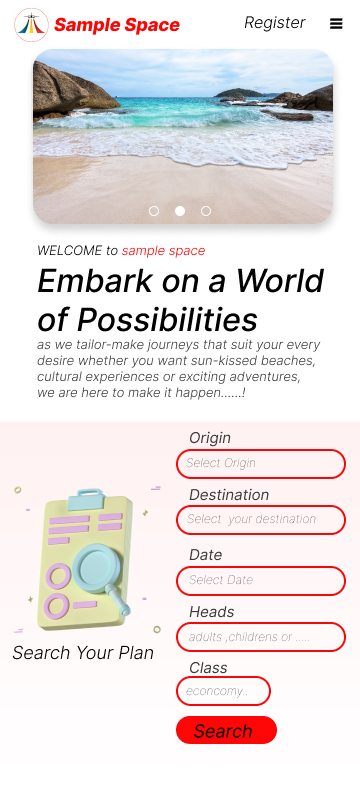 Sample Space
Register
WELCOME to sample space
Embark on a World
of Possibilities
as we tailor-make journeys that suit your every
desire whether you want sun-kissed beaches,
cultural experiences or exciting adventures,
we are here to make it happen......!
Origin
Select Origin
Destination
Select your destination
Date
Select Date
Heads
adults ,childrens or .....
Class
econcomy..
Search Your Plan
Search